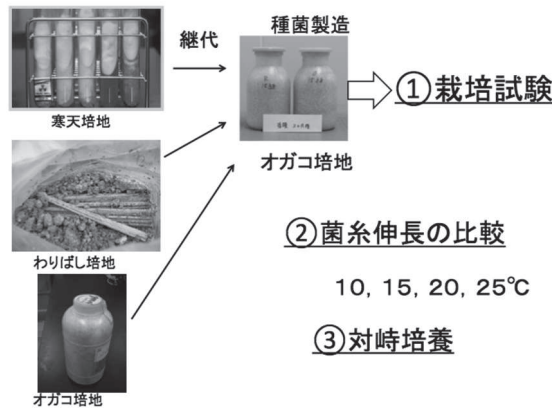 継代
種菌製造
寒天培地
オガコ培地
①栽培試験
わりばし培地
②菌糸伸長の比較
10, 15, 20, 25℃
③対峙培養
オガコ培地